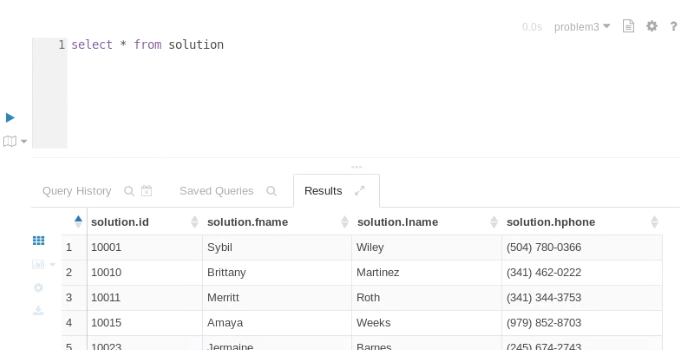 0.0s problem3 ?
1 select * from solution
Query History Saved Queries Results
solution.id solution.fname solution.lname solution.hphone
1 10001 Sybil Wiley (504) 780-0366
2 10010 Brittany Martinez (341) 462-0222
3 10011 Merritt Roth (341) 344-3753
4 10015 Amaya Weeks (979) 852-8703
5 10023 Jermaine Barnes (245) 674-2743